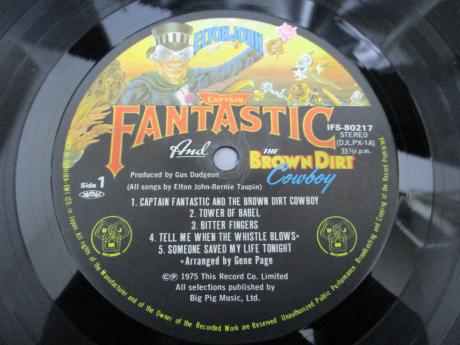 ELTON JOHN
CAPTAIN
FANTASTIC
And THE
BROWN DIRT
Cowboy
IFS-80217
STEREO
(DJLPX-1A)
33⅓ r.p.m.
Produced by Gus Dudgeon
Side 1 (All songs by Elton John-Bernie Taupin)
1. CAPTAIN FANTASTIC AND THE BROWN DIRT COWBOY
2. TOWER OF BABEL
3. BITTER FINGERS
4. TELL ME WHEN THE WHISTLE BLOWS*
5. SOMEONE SAVED MY LIFE TONIGHT
*Arranged by Gene Page
D J M
D J M
©℗ 1975 This Record Co. Limited
All selections published by
Big Pig Music, Ltd.
All rights of the Manufacturer and of the Owner of the Recorded Work are Reserved. Unauthorized Public Performance, Broadcasting and Copying of the Record Prohibited.